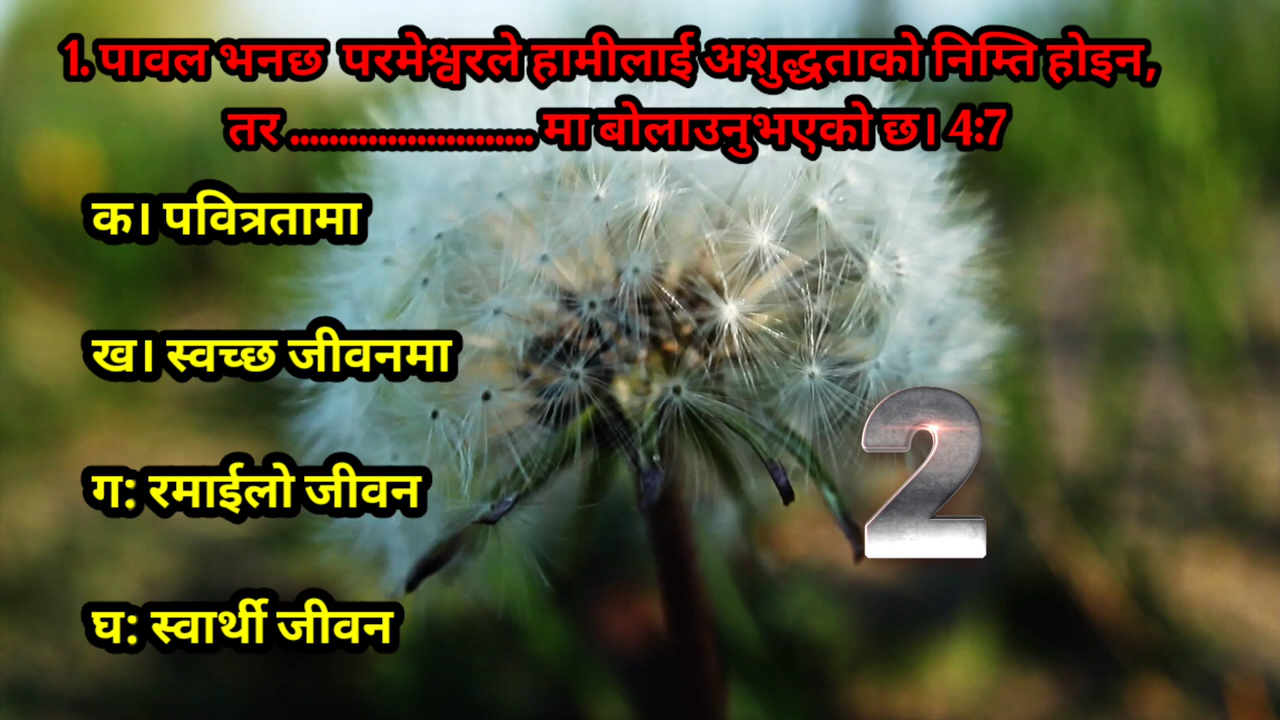 1. पावल भनछ परमेश्वरले हामीलाई अशुद्धताको निम्ति होइन,
तर ......................... मा बोलाउनुभएको छ। 4:7
क। पवित्रतामा
ख। स्वच्छ जीवनमा
2
ग: रमाईलो जीवन
घ: स्वार्थी जीवन